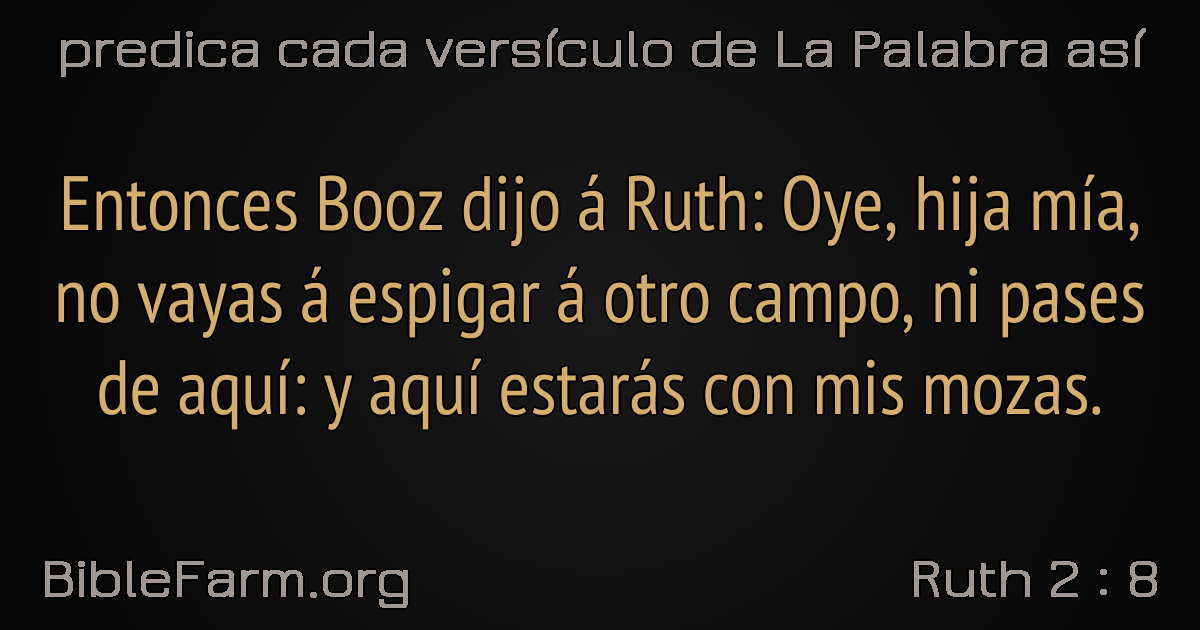 predica cada versículo de La Palabra así
Entonces Booz dijo á Ruth: Oye, hija mía,
no vayas á espigar á otro campo, ni pases
de aquí: y aquí estarás con mis mozas.
BibleFarm.org
Ruth 2 : 8